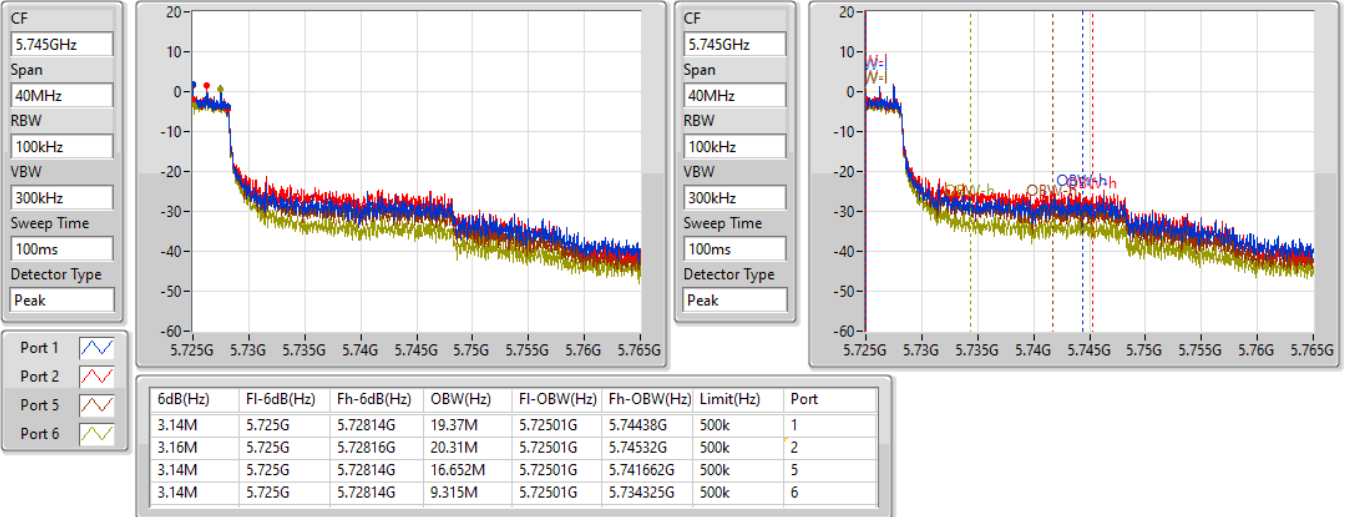 CF
5.745GHz
Span
40MHz
RBW
100kHz
VBW
300kHz
Sweep Time
100ms
Detector Type
Peak
Port 1
Port 2
Port 5
Port 6
20
10
0
-10
-20
-30
-40
-50
-60
5.725G 5.73G 5.735G 5.74G 5.745G 5.75G 5.755G 5.76G 5.765G
CF
5.745GHz
Span
40MHz
RBW
100kHz
VBW
300kHz
Sweep Time
100ms
Detector Type
Peak
20
10
0
-10
-20
-30
-40
-50
-60
OBW-h OBW-h OBW-h
5.725G 5.73G 5.735G 5.74G 5.745G 5.75G 5.755G 5.76G 5.765G
6dB(Hz) Fl-6dB(Hz) Fh-6dB(Hz) OBW(Hz) Fl-OBW(Hz) Fh-OBW(Hz) Limit(Hz) Port
3.14M 5.725G 5.72814G 19.37M 5.72501G 5.74438G 500k 1
3.16M 5.725G 5.72816G 20.31M 5.72501G 5.74532G 500k 2
3.14M 5.725G 5.72814G 16.652M 5.72501G 5.741662G 500k 5
3.14M 5.725G 5.72814G 9.315M 5.72501G 5.734325G 500k 6